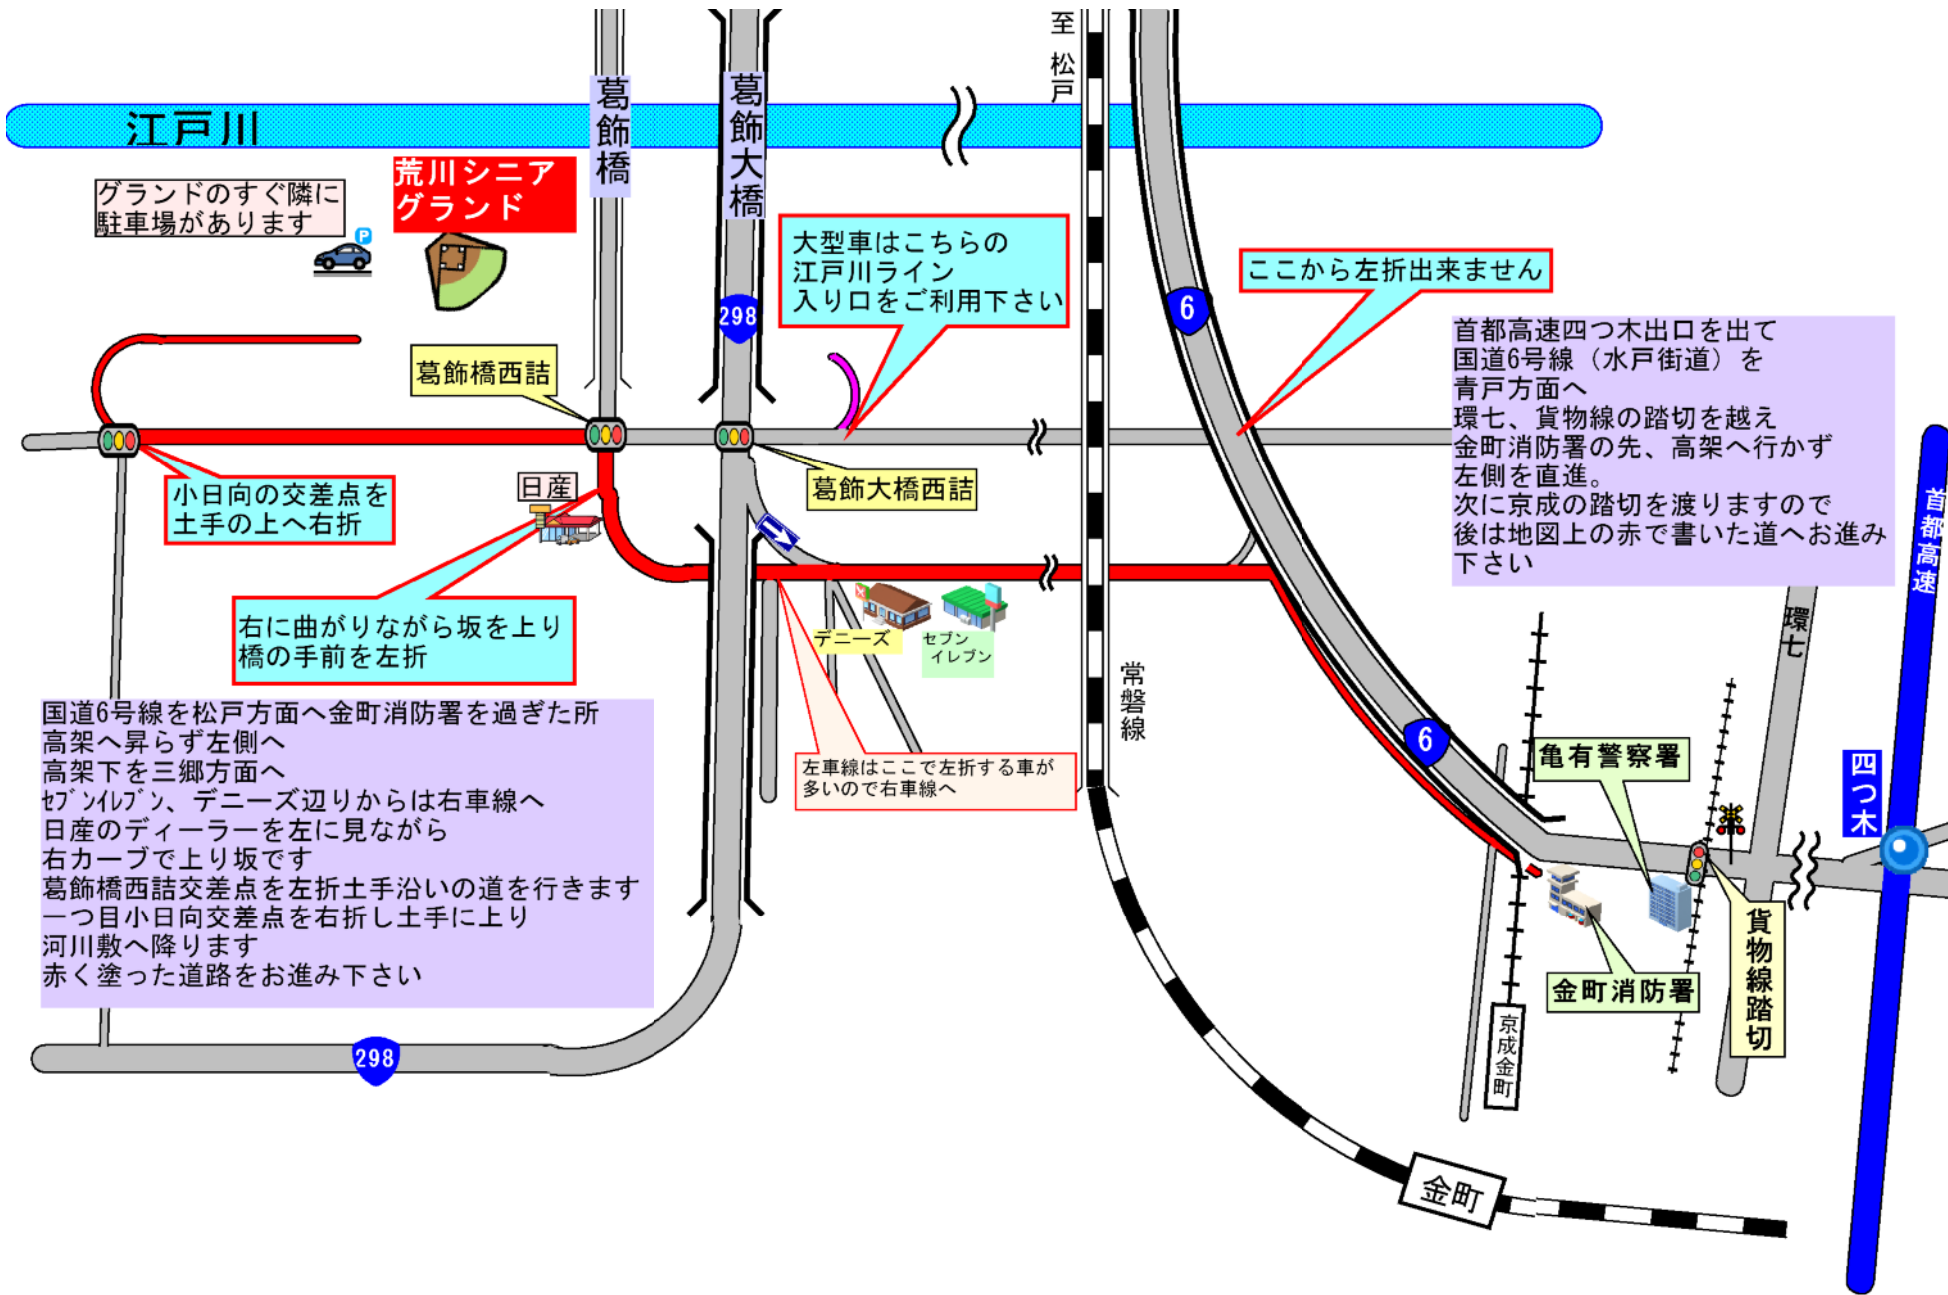 至 松戸
江戸川
葛飾橋
葛飾大橋
荒川シニア
グランド
グランドのすぐ隣に
駐車場があります
P
大型車はこちらの
江戸川ライン
入り口をご利用下さい
ここから左折出来ません
298
6
首都高速四つ木出口を出て
国道6号線（水戸街道）を
青戸方面へ
環七、貨物線の踏切を越え
金町消防署の先、高架へ行かず
左側を直進。
次に京成の踏切を渡りますので
後は地図上の赤で書いた道へお進み
下さい
葛飾橋西詰
葛飾大橋西詰
日産
小日向の交差点を
土手の上へ右折
首都高速
右に曲がりながら坂を上り
橋の手前を左折
デニーズ
セブン
イレブン
環七
常磐線
国道6号線を松戸方面へ金町消防署を過ぎた所
高架へ昇らず左側へ
高架下を三郷方面へ
ｾﾌﾞﾝｲﾚﾌﾞﾝ、デニーズ辺りからは右車線へ
日産のディーラーを左に見ながら
右カーブで上り坂です
葛飾橋西詰交差点を左折土手沿いの道を行きます
一つ目小日向交差点を右折し土手に上り
河川敷へ降ります
赤く塗った道路をお進み下さい
左車線はここで左折する車が
多いので右車線へ
6
亀有警察署
四つ木
貨物線踏切
金町消防署
京成金町
298
金町